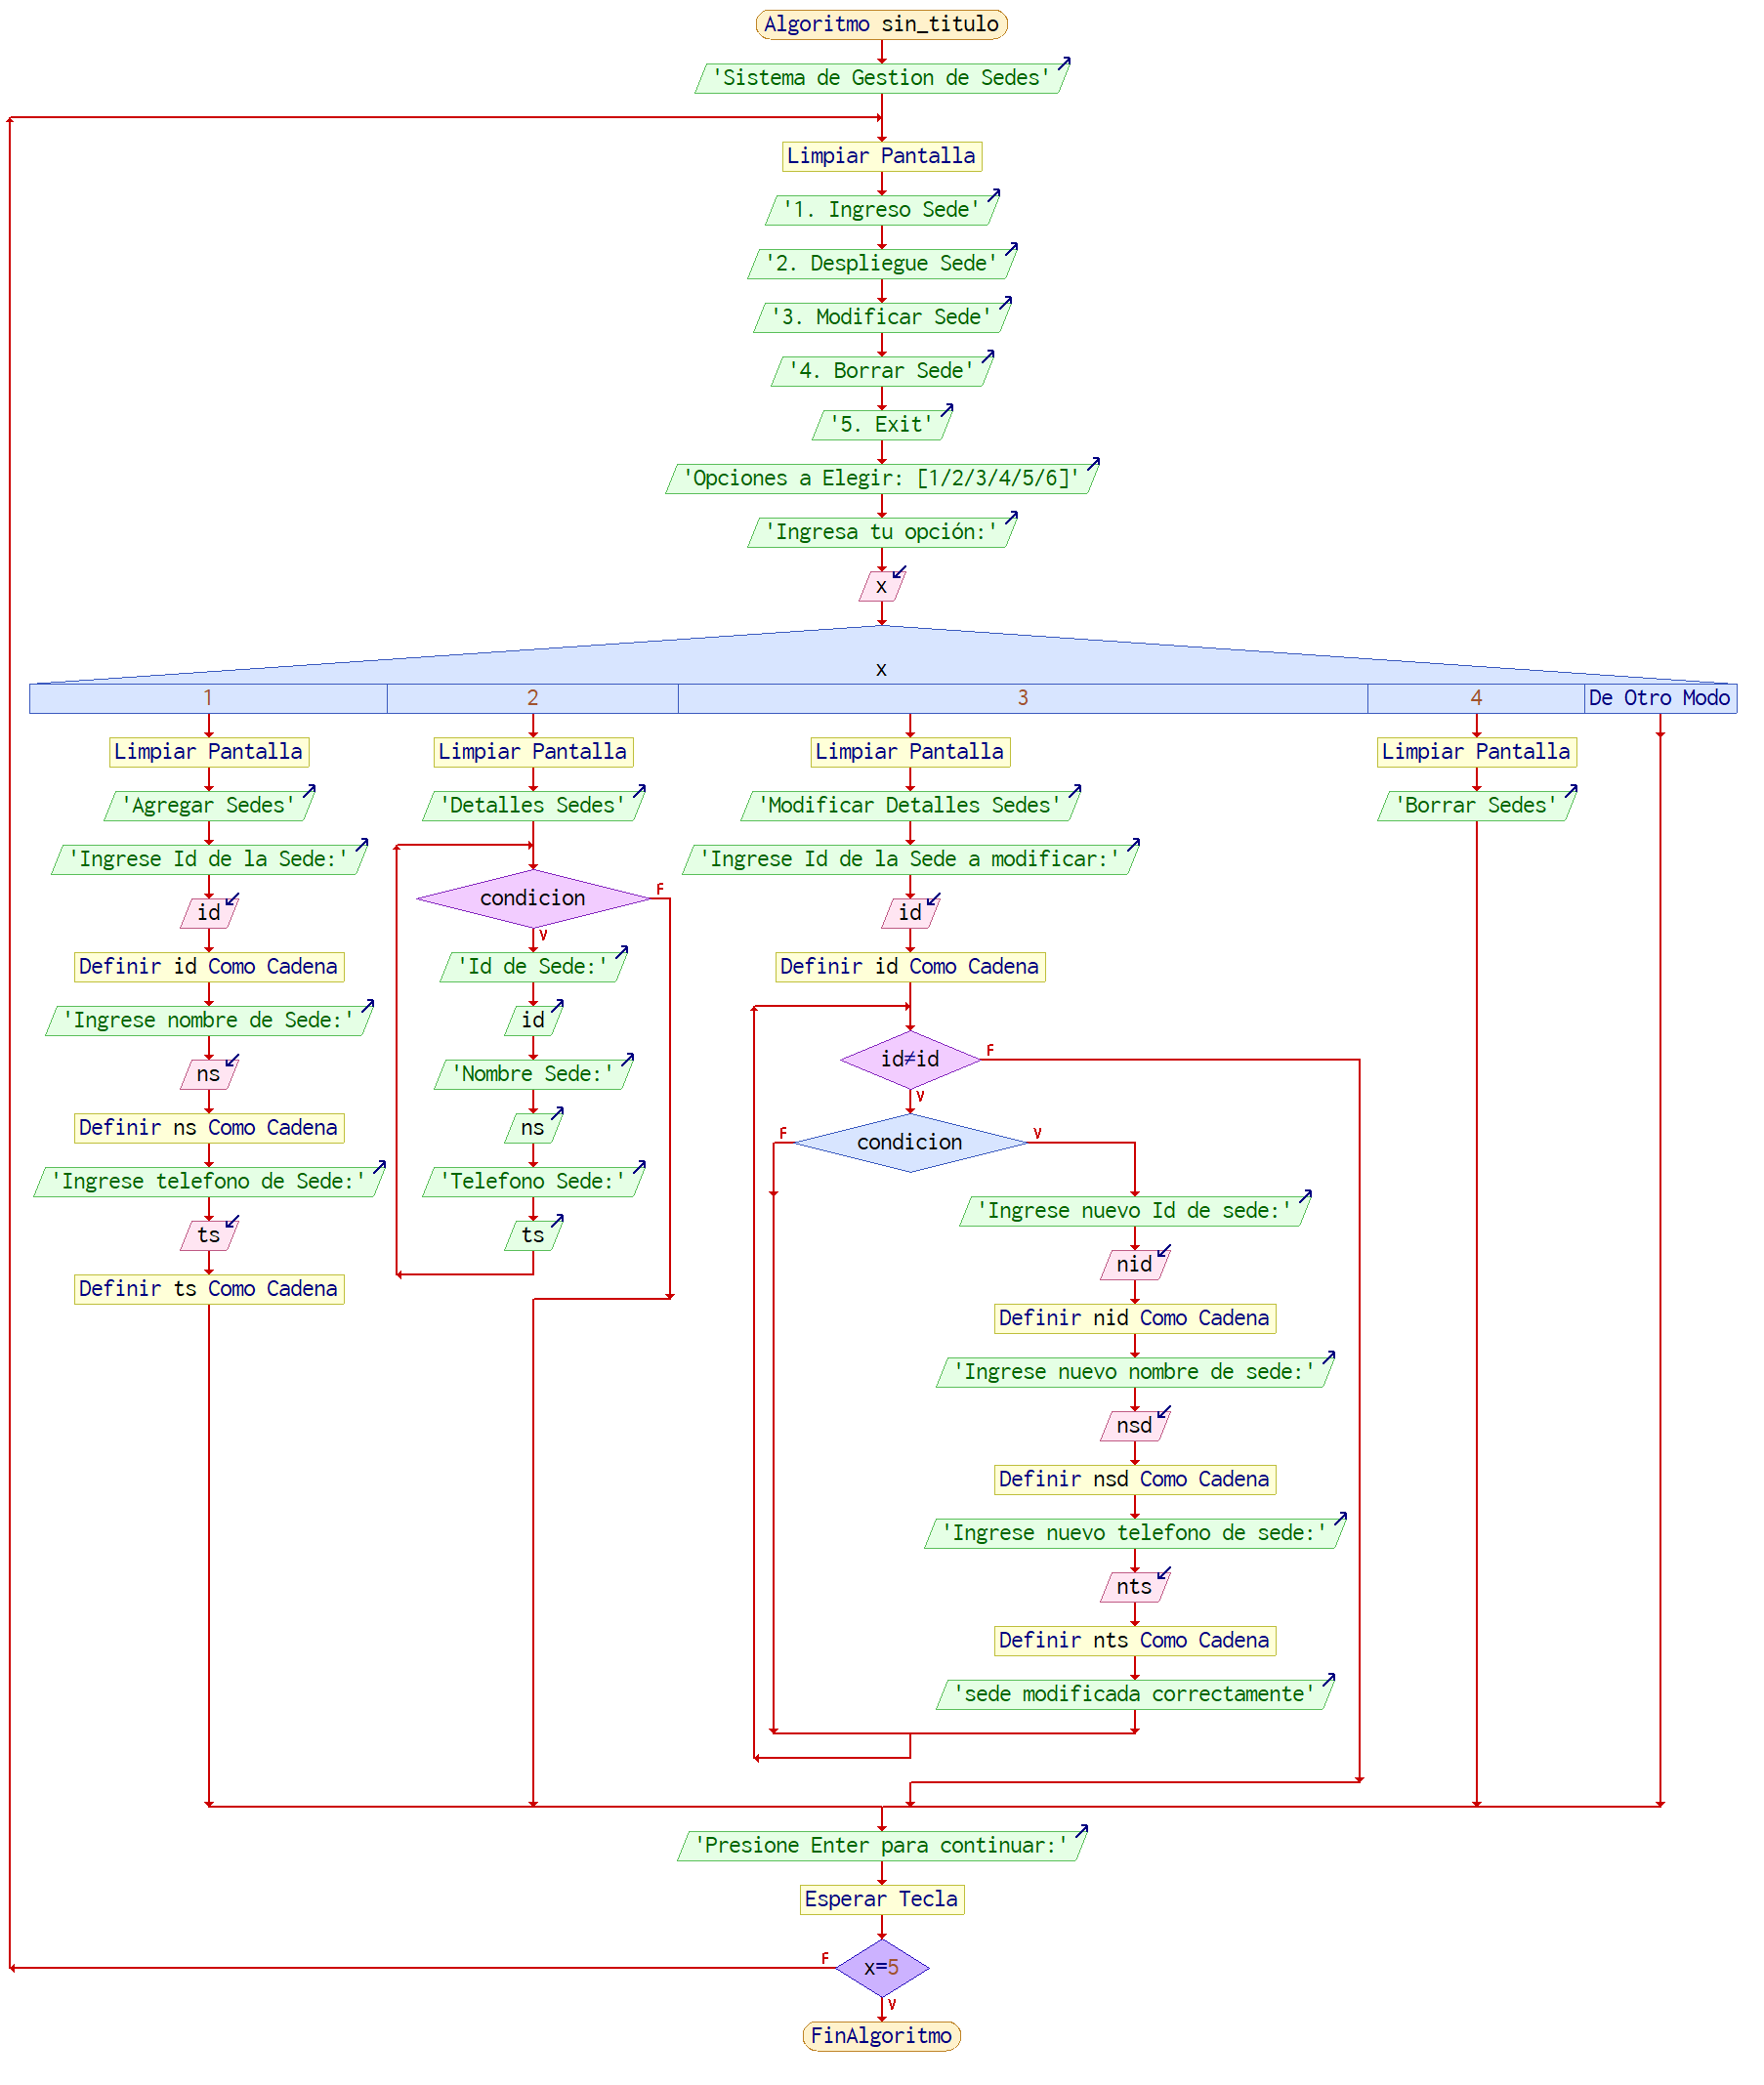 Algoritmo sin_titulo
'Sistema de Gestion de Sedes'
Limpiar Pantalla
'1. Ingreso Sede'
'2. Despliegue Sede'
'3. Modificar Sede'
'4. Borrar Sede'
'5. Exit'
'Opciones a Elegir: [1/2/3/4/5/6]'
'Ingresa tu opción:'
x
x
1
2
3
4
De Otro Modo
Limpiar Pantalla
'Agregar Sedes'
'Ingrese Id de la Sede:'
id
Definir id Como Cadena
'Ingrese nombre de Sede:'
ns
Definir ns Como Cadena
'Ingrese telefono de Sede:'
ts
Definir ts Como Cadena
Limpiar Pantalla
'Detalles Sedes'
condicion
F
V
'Id de Sede:'
id
'Nombre Sede:'
ns
'Telefono Sede:'
ts
Limpiar Pantalla
'Modificar Detalles Sedes'
'Ingrese Id de la Sede a modificar:'
id
Definir id Como Cadena
id≠id
F
V
condicion
F
V
'Ingrese nuevo Id de sede:'
nid
Definir nid Como Cadena
'Ingrese nuevo nombre de sede:'
nsd
Definir nsd Como Cadena
'Ingrese nuevo telefono de sede:'
nts
Definir nts Como Cadena
'sede modificada correctamente'
Limpiar Pantalla
'Borrar Sedes'
'Presione Enter para continuar:'
Esperar Tecla
x=5
F
V
FinAlgoritmo